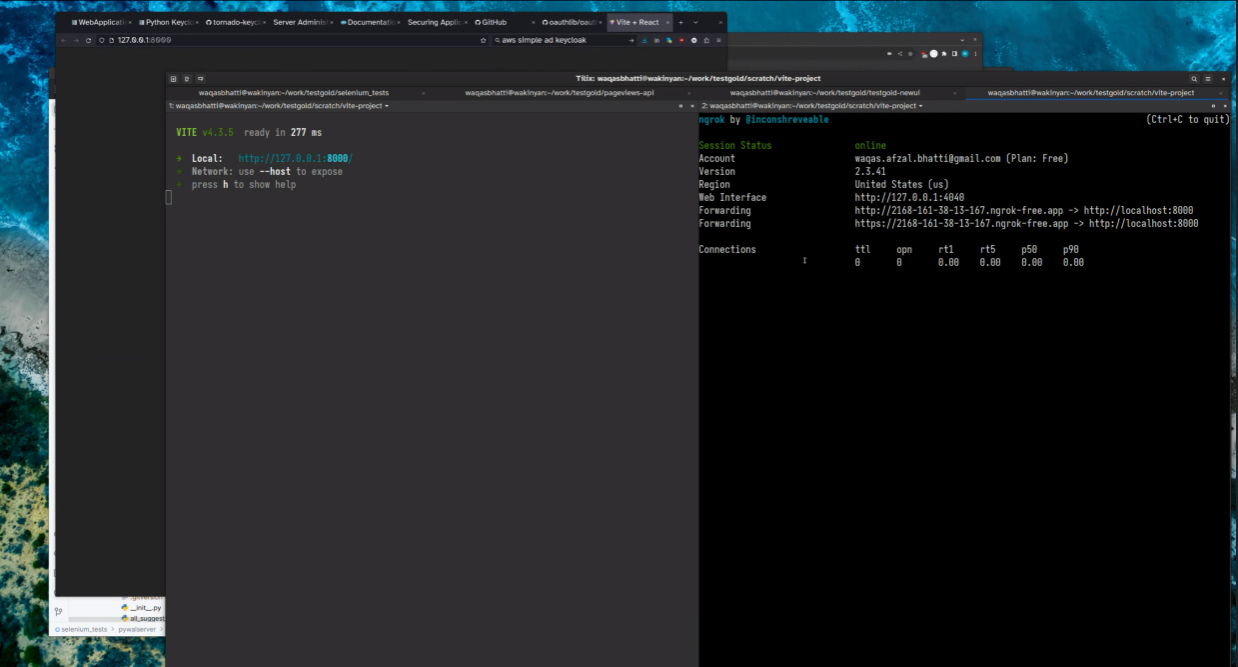 WebApplicati
Python Keyclo
tornado-keycl
Server Administ
Documentatio
Securing Applic
GitHub
oauthlib/oaut
Vite + React
127.0.0.1:8000
aws simple ad keycloak
Tilix: waqasbhatti@wakinyan:~/work/testgold/scratch/vite-project
waqasbhatti@wakinyan:~/work/testgold/selenium_tests
waqasbhatti@wakinyan:~/work/testgold/pageviews-api
waqasbhatti@wakinyan:~/work/testgold/testgold-newui
waqasbhatti@wakinyan:~/work/testgold/scratch/vite-project
1: waqasbhatti@wakinyan:~/work/testgold/scratch/vite-project
2: waqasbhatti@wakinyan:~/work/testgold/scratch/vite-project
VITE v4.3.5 ready in 277 ms
➜ Local: http://127.0.0.1:8000/
➜ Network: use --host to expose
➜ press h to show help
ngrok by @inconshreveable (Ctrl+C to quit)
Session Status online
Account waqas.afzal.bhatti@gmail.com (Plan: Free)
Version 2.3.41
Region United States (us)
Web Interface http://127.0.0.1:4040
Forwarding http://2168-161-38-13-167.ngrok-free.app -> http://localhost:8000
Forwarding https://2168-161-38-13-167.ngrok-free.app -> http://localhost:8000
Connections ttl opn rt1 rt5 p50 p90
0 0 0.00 0.00 0.00 0.00
__init__.py
all_suggest
selenium_tests > pywalserver >